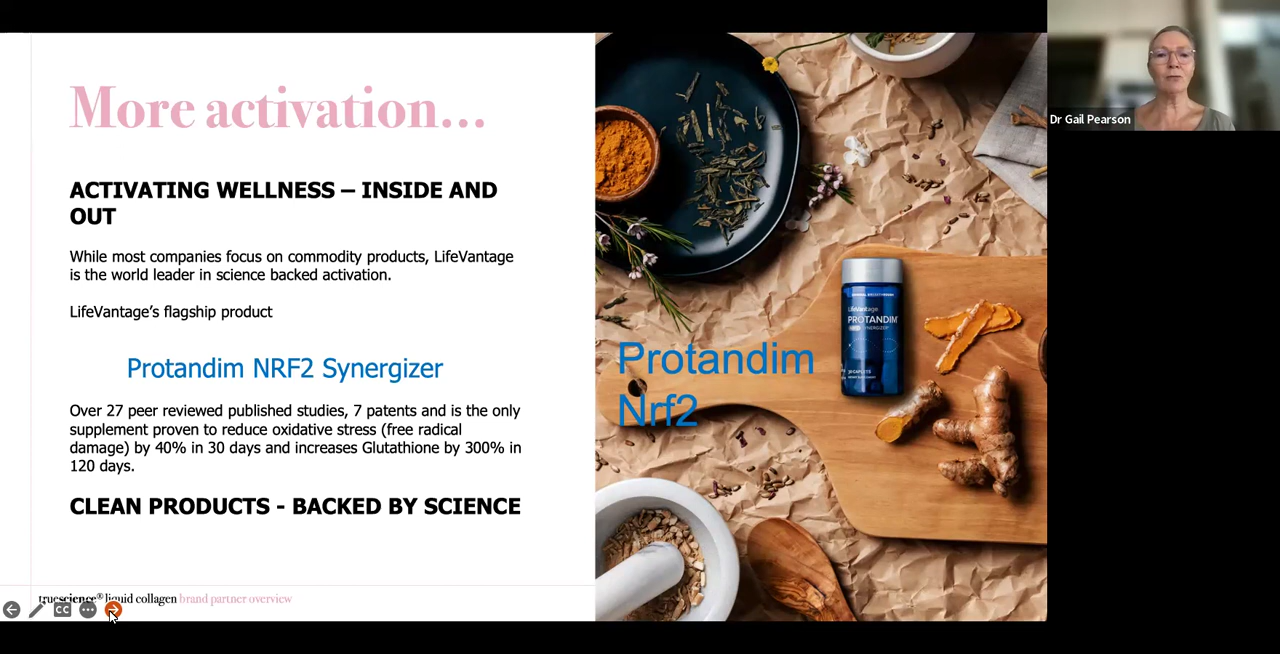 More activation...
ACTIVATING WELLNESS – INSIDE AND
OUT
While most companies focus on commodity products, LifeVantage
is the world leader in science backed activation.
LifeVantage's flagship product
Protandim NRF2 Synergizer
Over 27 peer reviewed published studies, 7 patents and is the only
supplement proven to reduce oxidative stress (free radical
damage) by 40% in 30 days and increases Glutathione by 300% in
120 days.
CLEAN PRODUCTS - BACKED BY SCIENCE
truescience® liquid collagen brand partner overview
CC
Protandim
Nrf2
LifeVantage
PROTANDIM
SYNERGIZER
Dr Gail Pearson